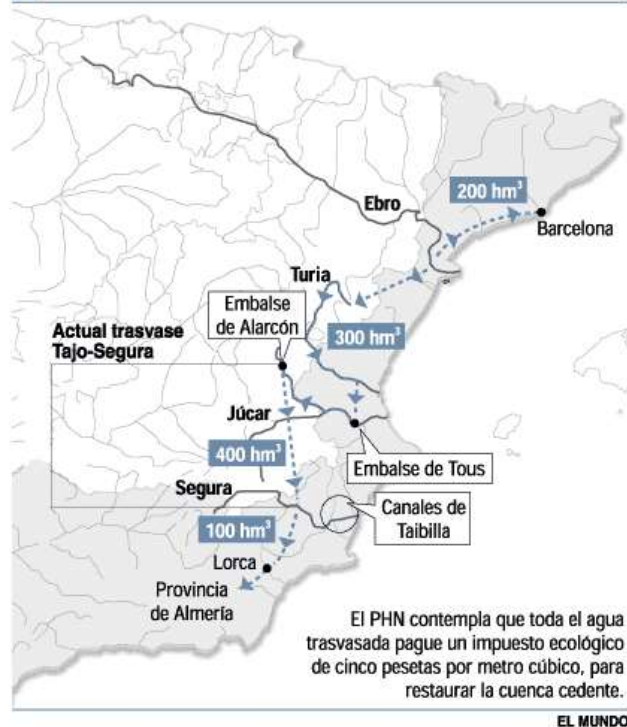 200 hm³
Ebro
Barcelona
Turia
Embalse
de Alarcón
Actual trasvase
Tajo-Segura
300 hm³
Júcar
400 hm³
Embalse de Tous
Segura
Canales de
Taibilla
100 hm³
Lorca
Provincia
de Almería
El PHN contempla que toda el agua
trasvasada pague un impuesto ecológico
de cinco pesetas por metro cúbico, para
restaurar la cuenca cedente.
EL MUNDO